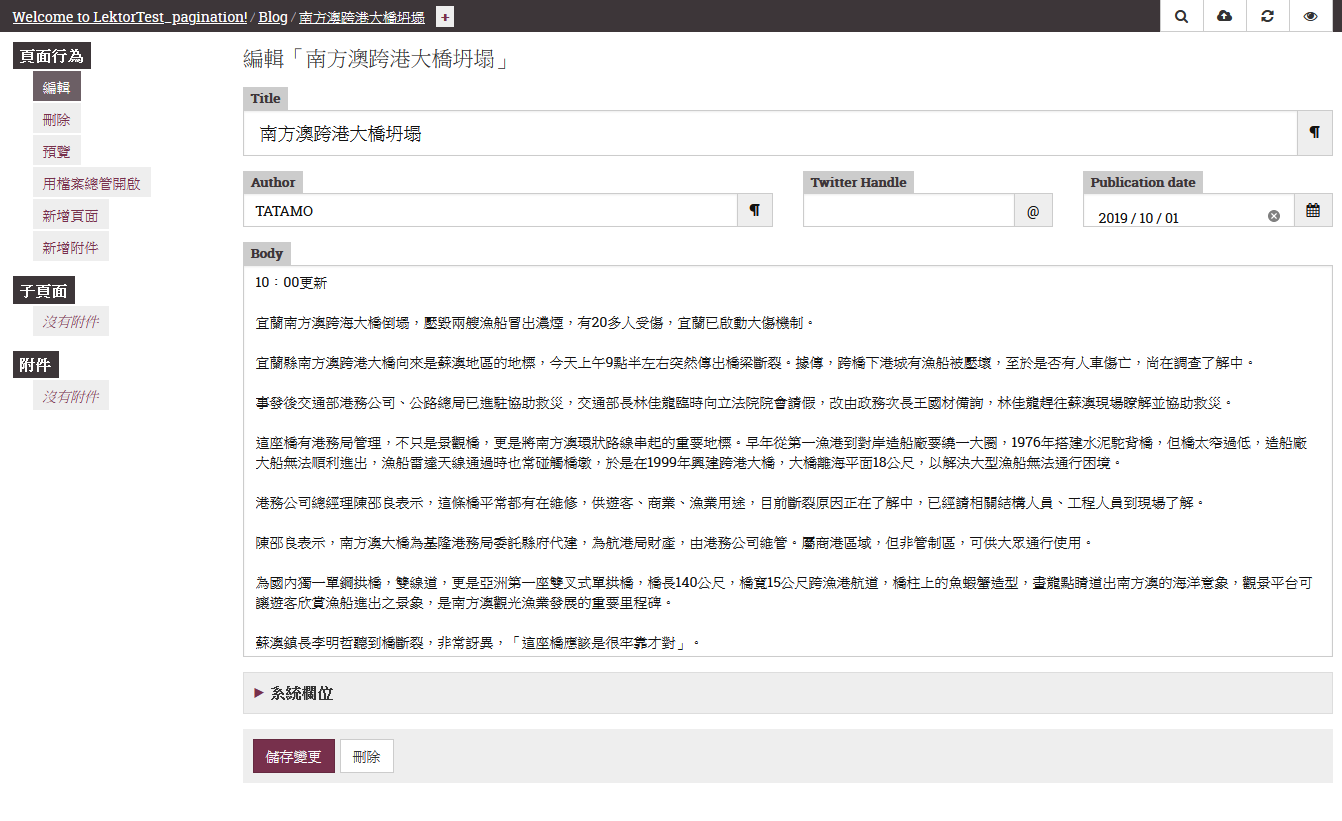 Welcome to LektorTest_pagination! / Blog / 南方澳跨港大橋坍塌 +
頁面行為
編輯
刪除
預覽
用檔案總管開啟
新增頁面
新增附件
子頁面
沒有附件
附件
沒有附件
編輯「南方澳跨港大橋坍塌」
Title
南方澳跨港大橋坍塌 ¶
Author
TATAMO ¶
Twitter Handle
@
Publication date
2019 / 10 / 01
Body
10：00更新
宜蘭南方澳跨海大橋倒塌，壓毀兩艘漁船冒出濃煙，有20多人受傷，宜蘭已啟動大傷機制。
宜蘭縣南方澳跨港大橋向來是蘇澳地區的地標，今天上午9點半左右突然傳出橋梁斷裂。據傳，跨橋下港城有漁船被壓壞，至於是否有人車傷亡，尚在調查了解中。
事發後交通部港務公司、公路總局已進駐協助救災，交通部長林佳龍臨時向立法院院會請假，改由政務次長王國材備詢，林佳龍趕往蘇澳現場瞭解並協助救災。
這座橋有港務局管理，不只是景觀橋，更是將南方澳環狀路線串起的重要地標。早年從第一漁港到對岸造船廠要繞一大圈，1976年搭建水泥駝背橋，但橋太窄過低，造船廠
大船無法順利進出，漁船雷達天線通過時也常碰觸橋墩，於是在1999年興建跨港大橋，大橋離海平面18公尺，以解決大型漁船無法通行困境。
港務公司總經理陳邵良表示，這條橋平常都有在維修，供遊客、商業、漁業用途，目前斷裂原因正在了解中，已經請相關結構人員、工程人員到現場了解。
陳邵良表示，南方澳大橋為基隆港務局委託縣府代建，為航港局財產，由港務公司維管。屬商港區域，但非管制區，可供大眾通行使用。
為國內獨一單鋼拱橋，雙線道，更是亞洲第一座雙叉式單拱橋，橋長140公尺，橋寬15公尺跨漁港航道，橋柱上的魚蝦蟹造型，畫龍點睛道出南方澳的海洋意象，觀景平台可
讓遊客欣賞漁船進出之景象，是南方澳觀光漁業發展的重要里程碑。
蘇澳鎮長李明哲聽到橋斷裂，非常訝異，「這座橋應該是很牢靠才對」。
系統欄位
儲存變更 刪除